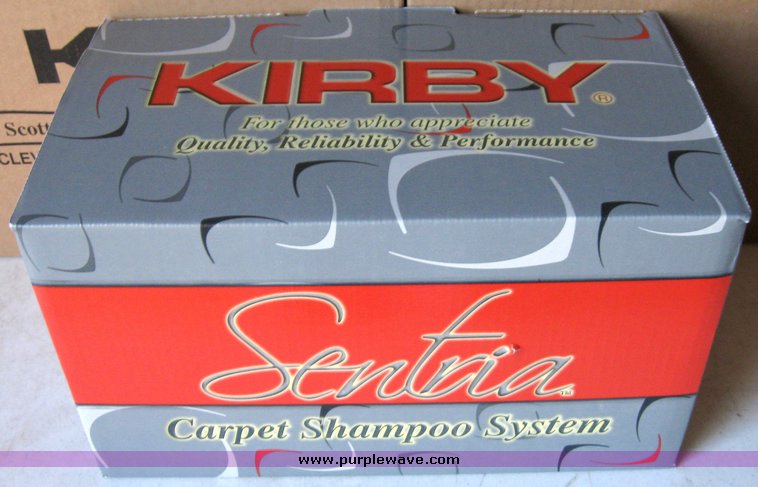 KIRBY®
For those who appreciate
Quality, Reliability & Performance
Scott
CLEV
Sentria™
Carpet Shampoo System
www.purplewave.com